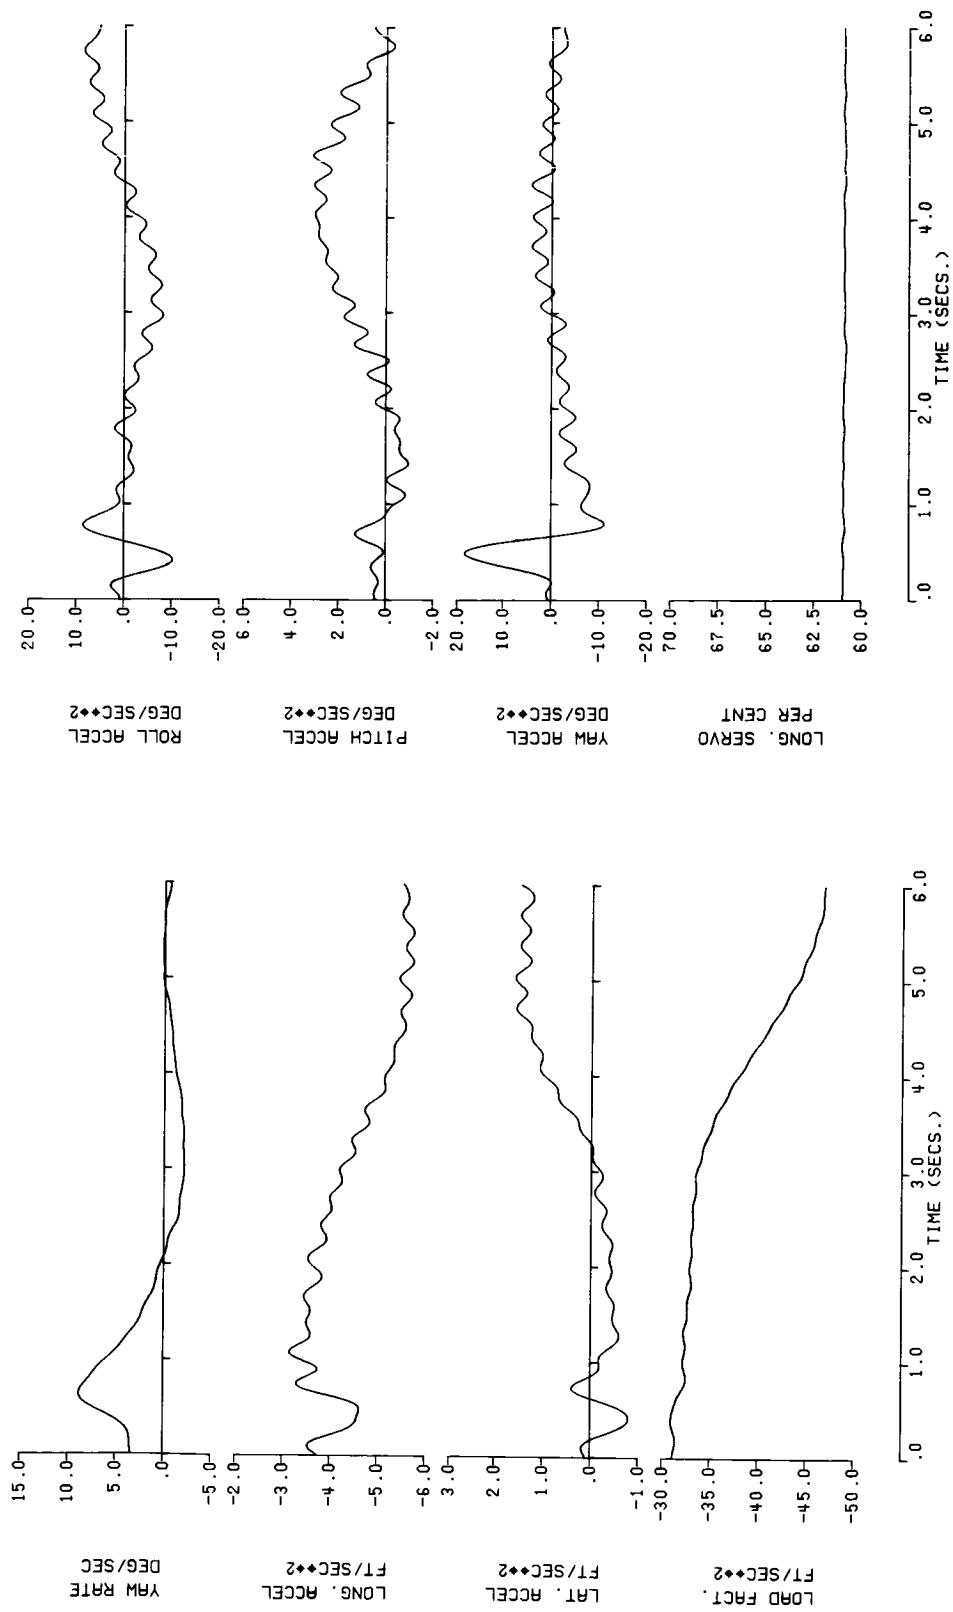 YAW RATE
DEG/SEC
15.0
10.0
5.0
.0
-5.0
LONG. ACCEL
FT/SEC**2
-2.0
-3.0
-4.0
-5.0
-6.0
LAT. ACCEL
FT/SEC**2
3.0
2.0
1.0
.0
-1.0
LOAD FACT.
FT/SEC**2
-30.0
-35.0
-40.0
-45.0
-50.0
.0 1.0 2.0 3.0 4.0 5.0 6.0
TIME (SECS.)
ROLL ACCEL
DEG/SEC**2
20.0
10.0
.0
-10.0
-20.0
PITCH ACCEL
DEG/SEC**2
6.0
4.0
2.0
.0
-2.0
YAW ACCEL
DEG/SEC**2
20.0
10.0
.0
-10.0
-20.0
LONG. SERVO
PER CENT
70.0
67.5
65.0
62.5
60.0
.0 1.0 2.0 3.0 4.0 5.0 6.0
TIME (SECS.)